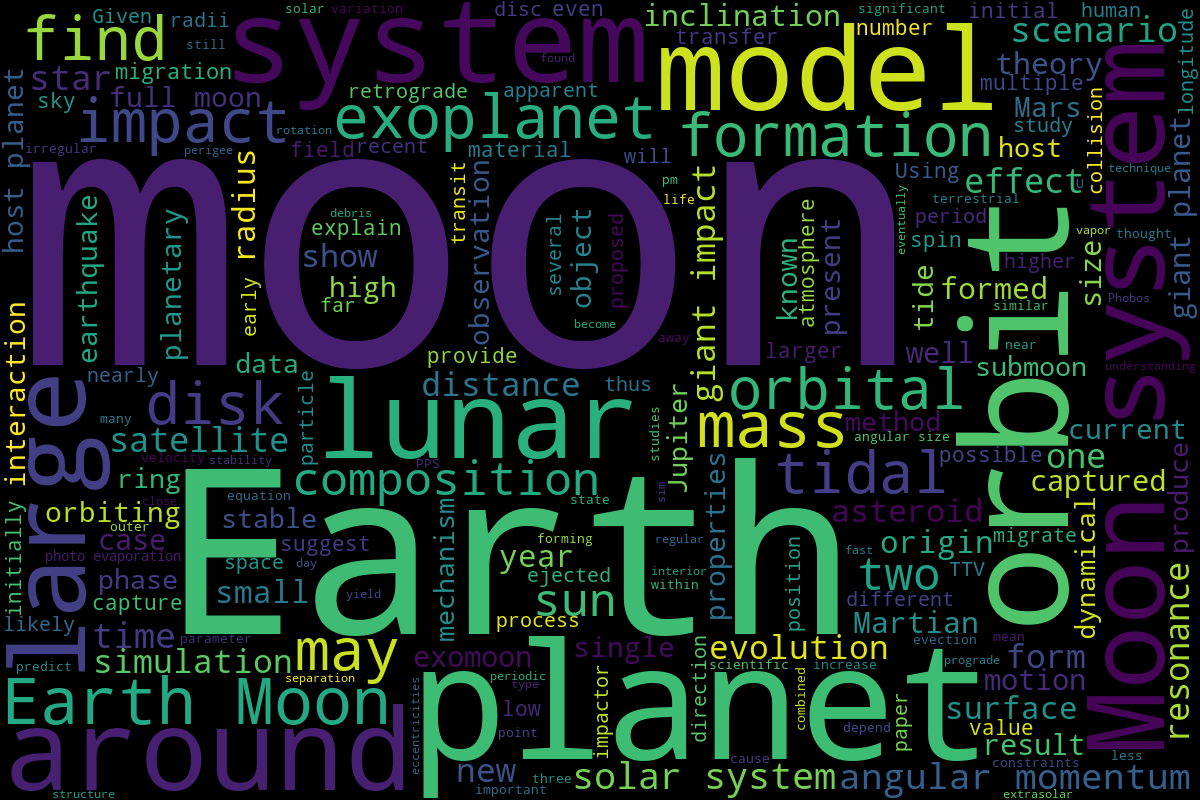 Given radii
still
solar variation
disc even
found
system
inclination
transfer
significant
number
initial human
scenario
theory
multiple
find
star migration
sky
full moon
impact
retrograde apparent
exoplanet
model
formation
Mars
study
collision
longitude
host planet
irregular
perigee
rotation
field recent
material
will
pm
life
Using
host
effect
u
technique
terrestrial
moon
earthquake
planetary
early radius
debris
explain
show
high
far
transit
observation
several
object
proposed
become
away
giant impact
known
atmosphere
present
larger
eventually
period
spin
tide
well
vapor thought
higher
Phobos
formed
similar
size
giant planet
near
submoon
understanding
system
orbit
interaction
large
nearly
many
data
provide
disk
particle
distance thus
lunar
studies
Jupiter
orbital
mass
method
angular size
possible
current
one
satellite
velocity stability
ring
close
PPS
composition
tidal
captured
produce
orbiting
outer
case
equation
stable
suggest
state
sim
properties
asteroid
origin
migrate
dynamical
initially
photo evaporation
space day
mechanism
year
forming
regular
ejected
interior
within
position
fast
two
TTV
different
resonance
phase
capture
small
yield
Earth
sun
process
Martian
evection
mean
likely
time
parameter
may
simulation
separation
exomoon
single
evolution
prograde
form
motion
predict
periodic
scientific
increase
direction
combined
Earth Moon
eccentricities
type
low
point
impactor
planet
depend
paper
surface
value
result
less
Moon
around
new
three
important
solar system
cause
angular momentum
constraints
structure
extrasolar